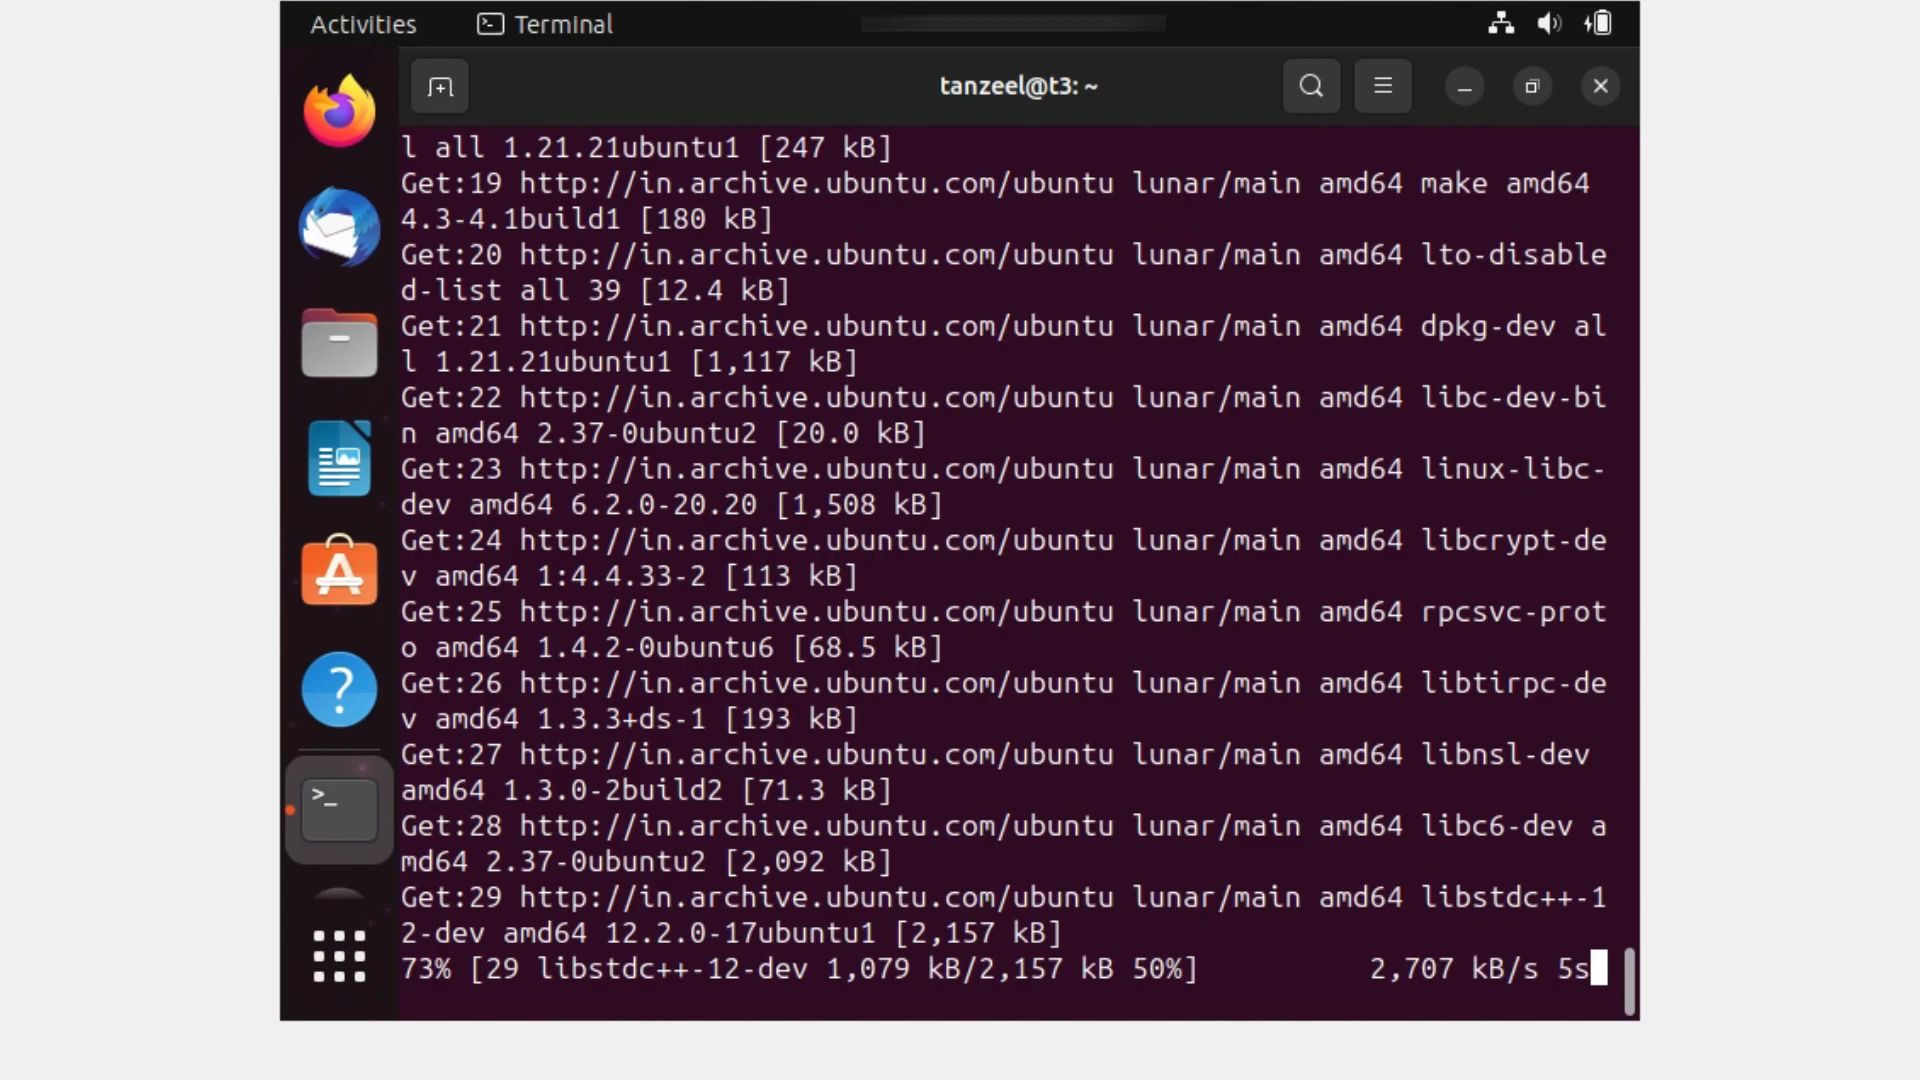 Activities Terminal
tanzeel@t3: ~
l all 1.21.21ubuntu1 [247 kB]
Get:19 http://in.archive.ubuntu.com/ubuntu lunar/main amd64 make amd64
4.3-4.1build1 [180 kB]
Get:20 http://in.archive.ubuntu.com/ubuntu lunar/main amd64 lto-disable
d-list all 39 [12.4 kB]
Get:21 http://in.archive.ubuntu.com/ubuntu lunar/main amd64 dpkg-dev al
l 1.21.21ubuntu1 [1,117 kB]
Get:22 http://in.archive.ubuntu.com/ubuntu lunar/main amd64 libc-dev-bi
n amd64 2.37-0ubuntu2 [20.0 kB]
Get:23 http://in.archive.ubuntu.com/ubuntu lunar/main amd64 linux-libc-
dev amd64 6.2.0-20.20 [1,508 kB]
Get:24 http://in.archive.ubuntu.com/ubuntu lunar/main amd64 libcrypt-de
v amd64 1:4.4.33-2 [113 kB]
Get:25 http://in.archive.ubuntu.com/ubuntu lunar/main amd64 rpcsvc-prot
o amd64 1.4.2-0ubuntu6 [68.5 kB]
Get:26 http://in.archive.ubuntu.com/ubuntu lunar/main amd64 libtirpc-de
v amd64 1.3.3+ds-1 [193 kB]
Get:27 http://in.archive.ubuntu.com/ubuntu lunar/main amd64 libnsl-dev
amd64 1.3.0-2build2 [71.3 kB]
Get:28 http://in.archive.ubuntu.com/ubuntu lunar/main amd64 libc6-dev a
md64 2.37-0ubuntu2 [2,092 kB]
Get:29 http://in.archive.ubuntu.com/ubuntu lunar/main amd64 libstdc++-1
2-dev amd64 12.2.0-17ubuntu1 [2,157 kB]
73% [29 libstdc++-12-dev 1,079 kB/2,157 kB 50%] 2,707 kB/s 5s